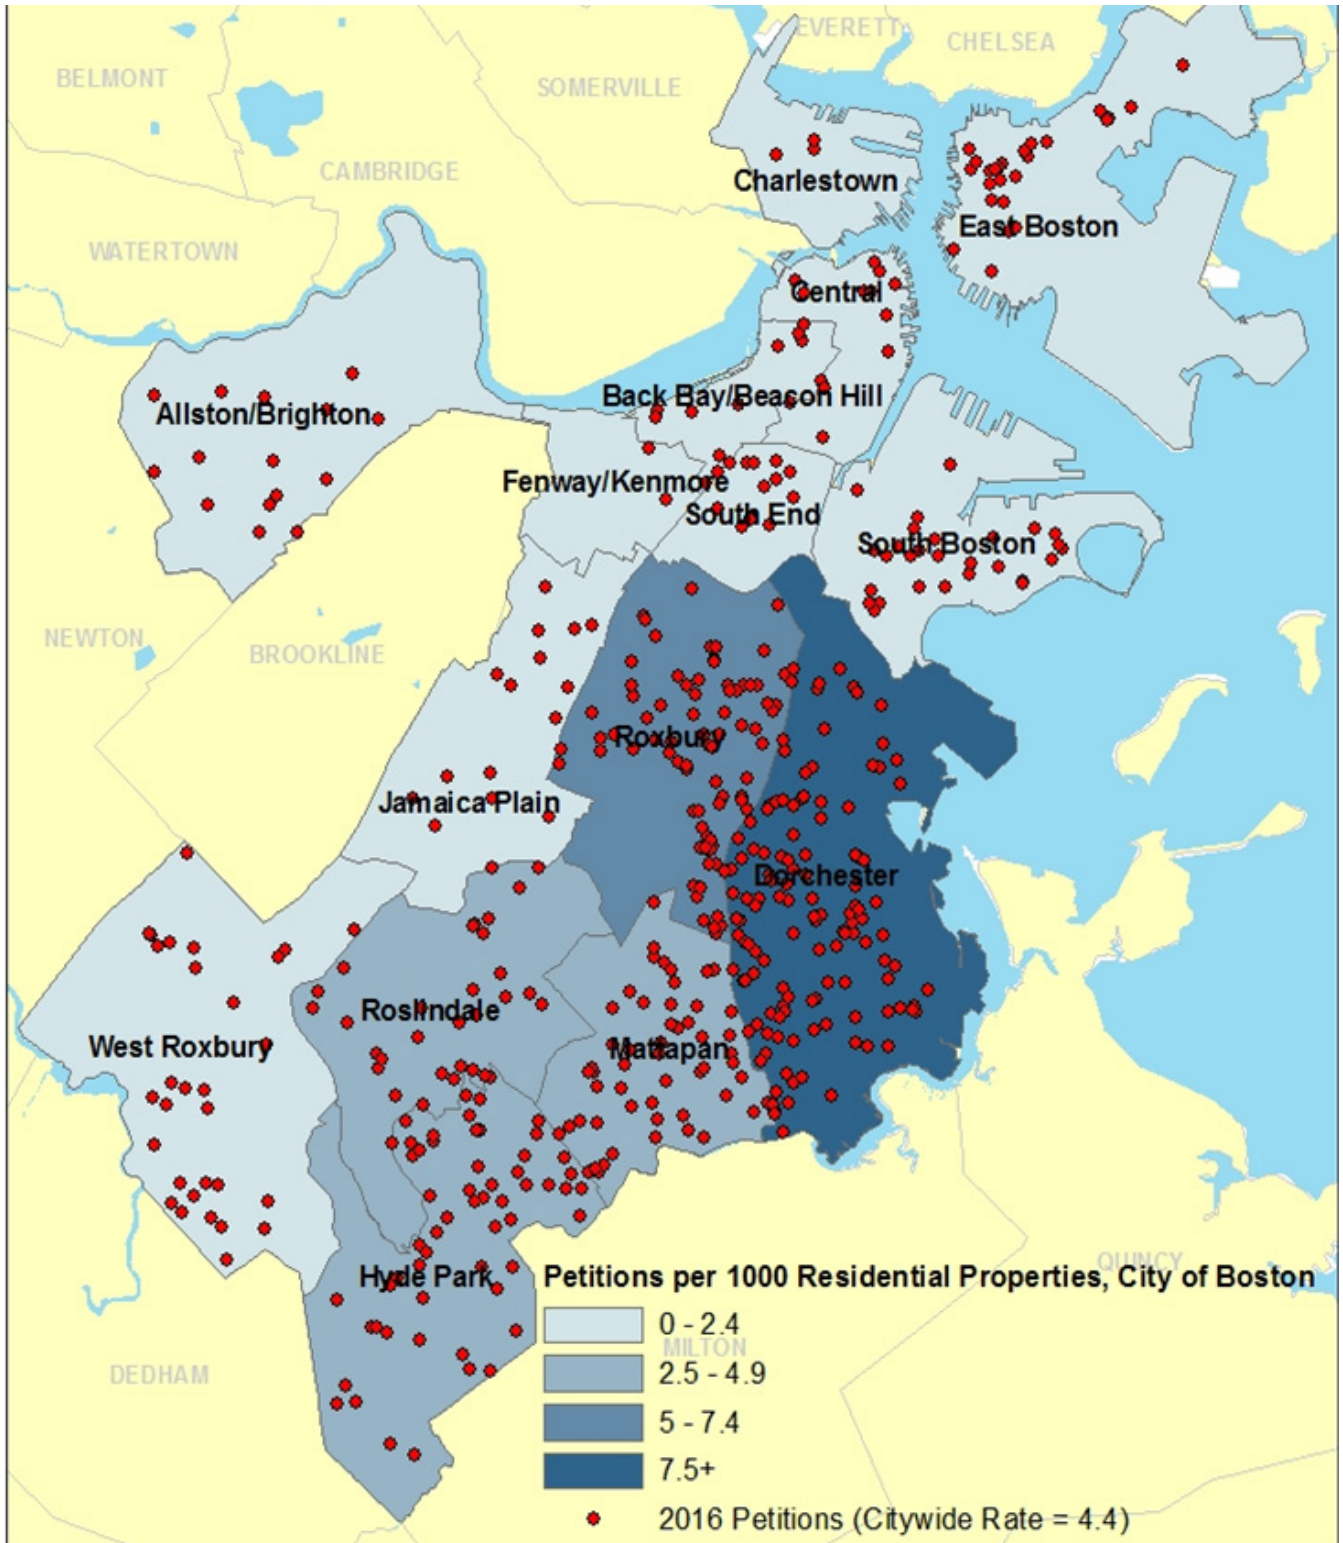 EVERETT
CHELSEA
BELMONT
SOMERVILLE
CAMBRIDGE
Charlestown
East Boston
WATERTOWN
Central
Back Bay/Beacon Hill
Allston/Brighton
Fenway/Kenmore
South End
South Boston
NEWTON
BROOKLINE
Roxbury
Jamaica Plain
Dorchester
Roslindale
West Roxbury
Mattapan
QUINCY
Hyde Park
Petitions per 1000 Residential Properties, City of Boston
0 - 2.4
MILTON
DEDHAM
2.5 - 4.9
5 - 7.4
7.5+
2016 Petitions (Citywide Rate = 4.4)